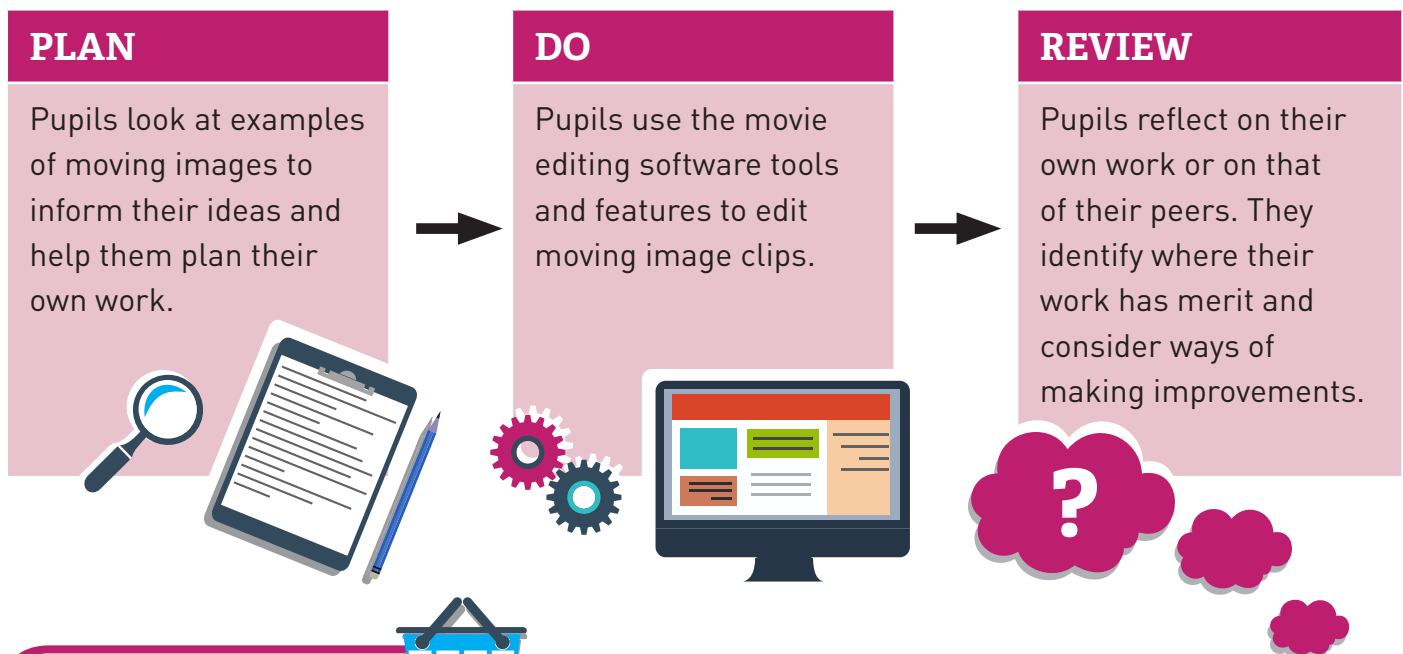 PLAN
Pupils look at examples
of moving images to
inform their ideas and
help them plan their
own work.
DO
Pupils use the movie
editing software tools
and features to edit
moving image clips.
REVIEW
Pupils reflect on their
own work or on that
of their peers. They
identify where their
work has merit and
consider ways of
making improvements.
?